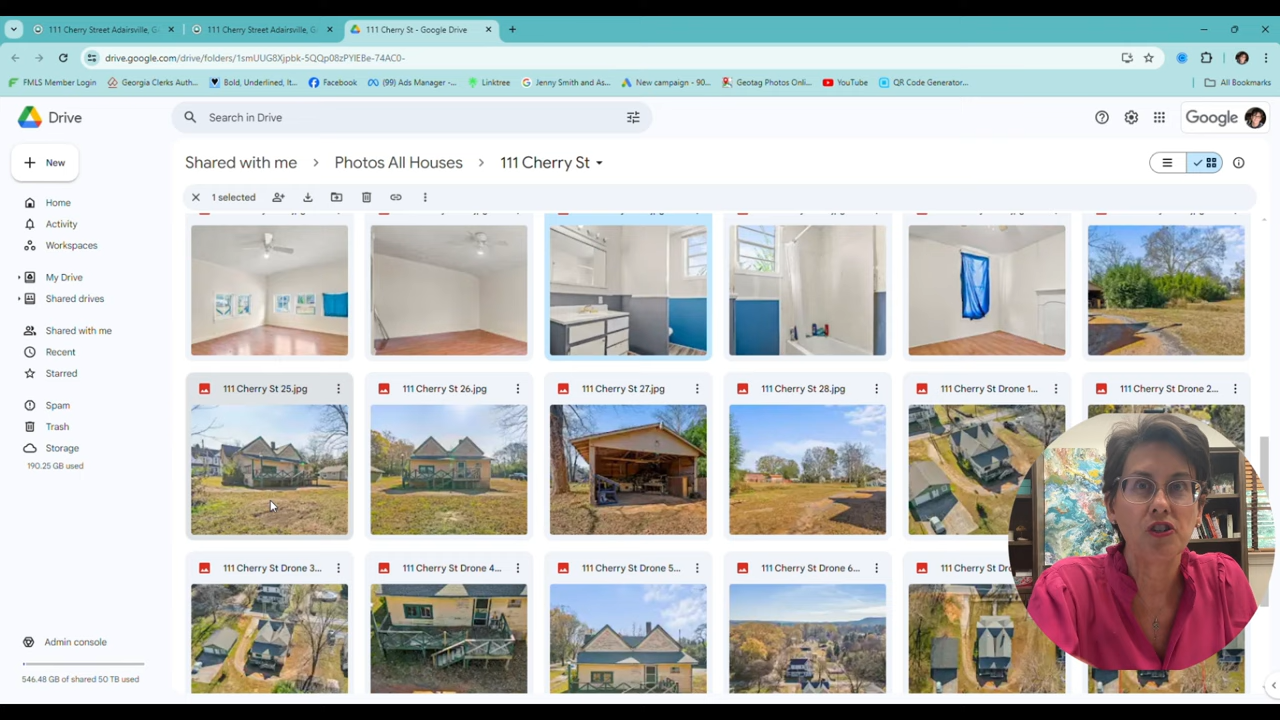 111 Cherry Street Adairsville, G
111 Cherry Street Adairsville, G
111 Cherry St - Google Drive
drive.google.com/drive/folders/1smUUG8Xjpbk-5QQp08zPYlEBe-74AC0-
FMLS Member Login
Georgia Clerks Auth...
Bold, Underlined, It...
Facebook
(99) Ads Manager -...
Linktree
Jenny Smith and As...
New campaign - 90...
Geotag Photos Onli...
YouTube
QR Code Generator...
All Bookmarks
Drive
Search in Drive
Google
New
Shared with me
Photos All Houses
111 Cherry St
1 selected
Home
Activity
Workspaces
My Drive
Shared drives
Shared with me
Recent
Starred
Spam
Trash
Storage
190.25 GB used
Admin console
546.48 GB of shared 50 TB used
111 Cherry St 25.jpg
111 Cherry St 26.jpg
111 Cherry St 27.jpg
111 Cherry St 28.jpg
111 Cherry St Drone 1...
111 Cherry St Drone 2...
111 Cherry St Drone 3...
111 Cherry St Drone 4...
111 Cherry St Drone 5...
111 Cherry St Drone 6...
111 Cherry St Dro